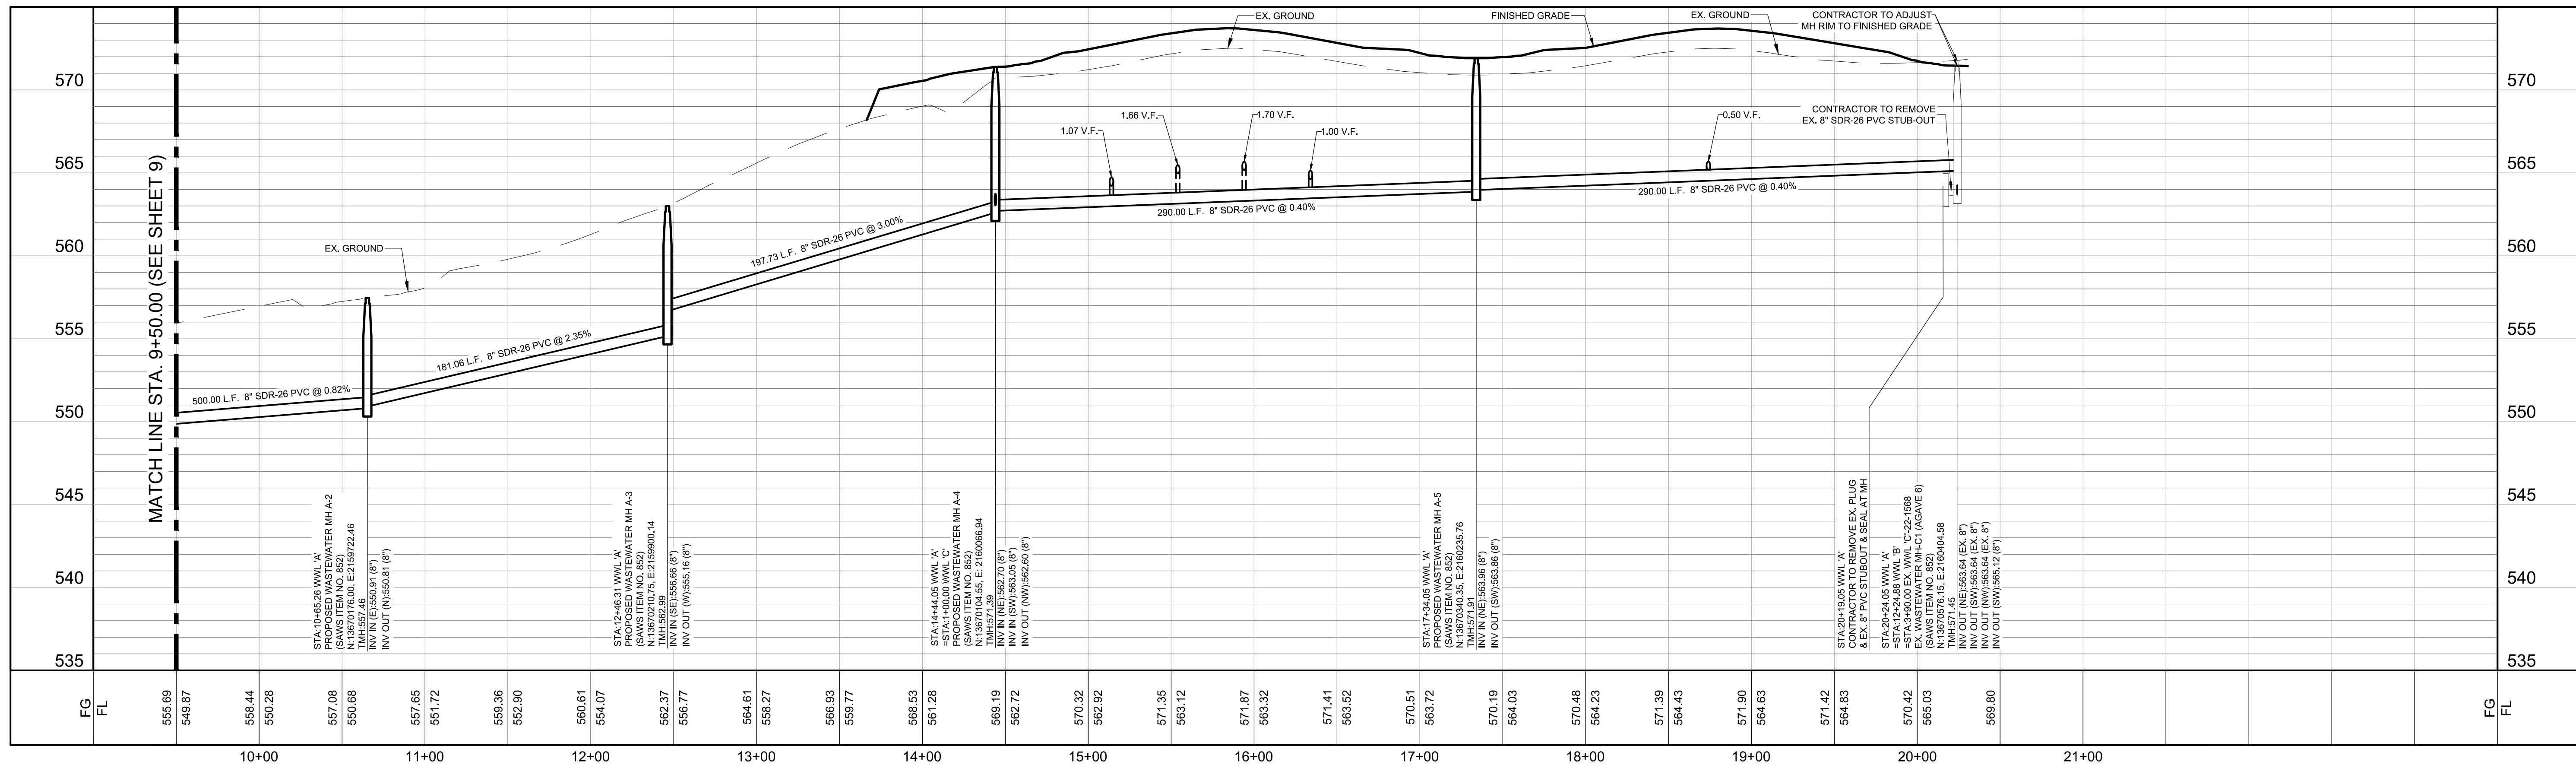 EX. GROUND
FINISHED GRADE
EX. GROUND
CONTRACTOR TO ADJUST
MH RIM TO FINISHED GRADE
570
565
560
555
550
545
540
535
570
565
560
555
550
545
540
535
MATCH LINE STA. 9+50.00 (SEE SHEET 9)
EX. GROUND
1.07 V.F.
1.66 V.F.
1.70 V.F.
1.00 V.F.
0.50 V.F.
CONTRACTOR TO REMOVE
EX. 8" SDR-26 PVC STUB-OUT
500.00 L.F. 8" SDR-26 PVC @ 0.82%
181.06 L.F. 8" SDR-26 PVC @ 2.35%
197.73 L.F. 8" SDR-26 PVC @ 3.00%
290.00 L.F. 8" SDR-26 PVC @ 0.40%
290.00 L.F. 8" SDR-26 PVC @ 0.40%
STA:10+65.26 WWL 'A'
PROPOSED WASTEWATER MH A-2
(SAWS ITEM NO. 852)
N:13670176.00, E:2159722.46
TMH:557.46
INV IN (E):550.91 (8")
INV OUT (N):550.81 (8")
STA:12+46.31 WWL 'A'
PROPOSED WASTEWATER MH A-3
(SAWS ITEM NO. 852)
N:13670210.75, E:2159900.14
TMH:562.99
INV IN (SE):556.66 (8")
INV OUT (W):555.16 (8")
STA:14+44.05 WWL 'A'
=STA:1+00.00 WWL 'C'
PROPOSED WASTEWATER MH A-4
(SAWS ITEM NO. 852)
N:13670104.55, E: 2160066.94
TMH:571.39
INV IN (NE):562.70 (8")
INV IN (SW):563.05 (8")
INV OUT (NW):562.60 (8")
STA:17+34.05 WWL 'A'
PROPOSED WASTEWATER MH A-5
(SAWS ITEM NO. 852)
N:13670340.35, E:2160235.76
TMH:571.91
INV IN (NE):563.96 (8")
INV OUT (SW):563.86 (8")
STA:20+19.05 WWL 'A'
CONTRACTOR TO REMOVE EX. PLUG
& EX. 8" PVC STUBOUT & SEAL AT MH
STA:20+24.05 WWL 'A'
=STA:12+24.88 WWL 'B'
=STA:3+90.00 EX. WWL 'C'-22-1568
EX. WASTEWATER MH-C1 (AGAVE 6)
(SAWS ITEM NO. 852)
N:13670576.15, E:2160404.58
TMH:571.45
INV OUT (NE):563.64 (EX. 8")
INV OUT (SW):563.64 (EX. 8")
INV OUT (NW):563.64 (EX. 8")
INV OUT (SW):565.12 (8")
FG
FL
555.69
549.87
558.44
550.28
557.08
550.68
557.65
551.72
559.36
552.90
560.61
554.07
562.37
556.77
564.61
558.27
566.93
559.77
568.53
561.28
569.19
562.72
570.32
562.92
571.35
563.12
571.87
563.32
571.41
563.52
570.51
563.72
570.19
564.03
570.48
564.23
571.39
564.43
571.90
564.63
571.42
564.83
570.42
565.03
569.80
FG
FL
10+00
11+00
12+00
13+00
14+00
15+00
16+00
17+00
18+00
19+00
20+00
21+00